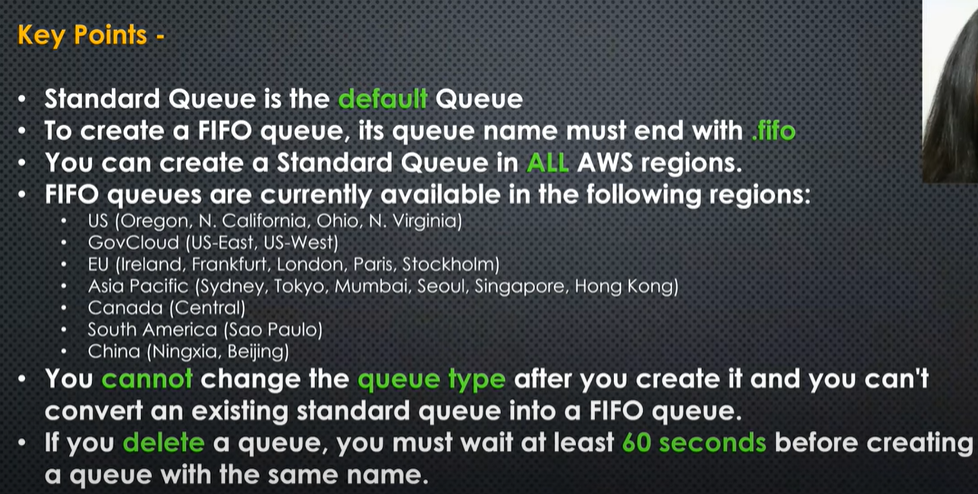 Key Points -
• Standard Queue is the default Queue
• To create a FIFO queue, its queue name must end with .fifo
• You can create a Standard Queue in ALL AWS regions.
• FIFO queues are currently available in the following regions:
• US (Oregon, N. California, Ohio, N. Virginia)
• GovCloud (US-East, US-West)
• EU (Ireland, Frankfurt, London, Paris, Stockholm)
• Asia Pacific (Sydney, Tokyo, Mumbai, Seoul, Singapore, Hong Kong)
• Canada (Central)
• South America (Sao Paulo)
• China (Ningxia, Beijing)
• You cannot change the queue type after you create it and you can't
convert an existing standard queue into a FIFO queue.
• If you delete a queue, you must wait at least 60 seconds before creating
a queue with the same name.